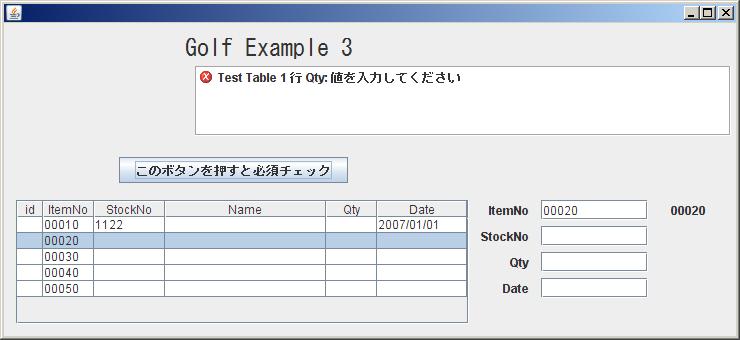 Golf Example 3
Test Table 1 行 Qty: 値を入力してください
このボタンを押すと必須チェック
id ItemNo StockNo Name Qty Date
00010 1122 2007/01/01
00020
00030
00040
00050
ItemNo 00020 00020
StockNo
Qty
Date